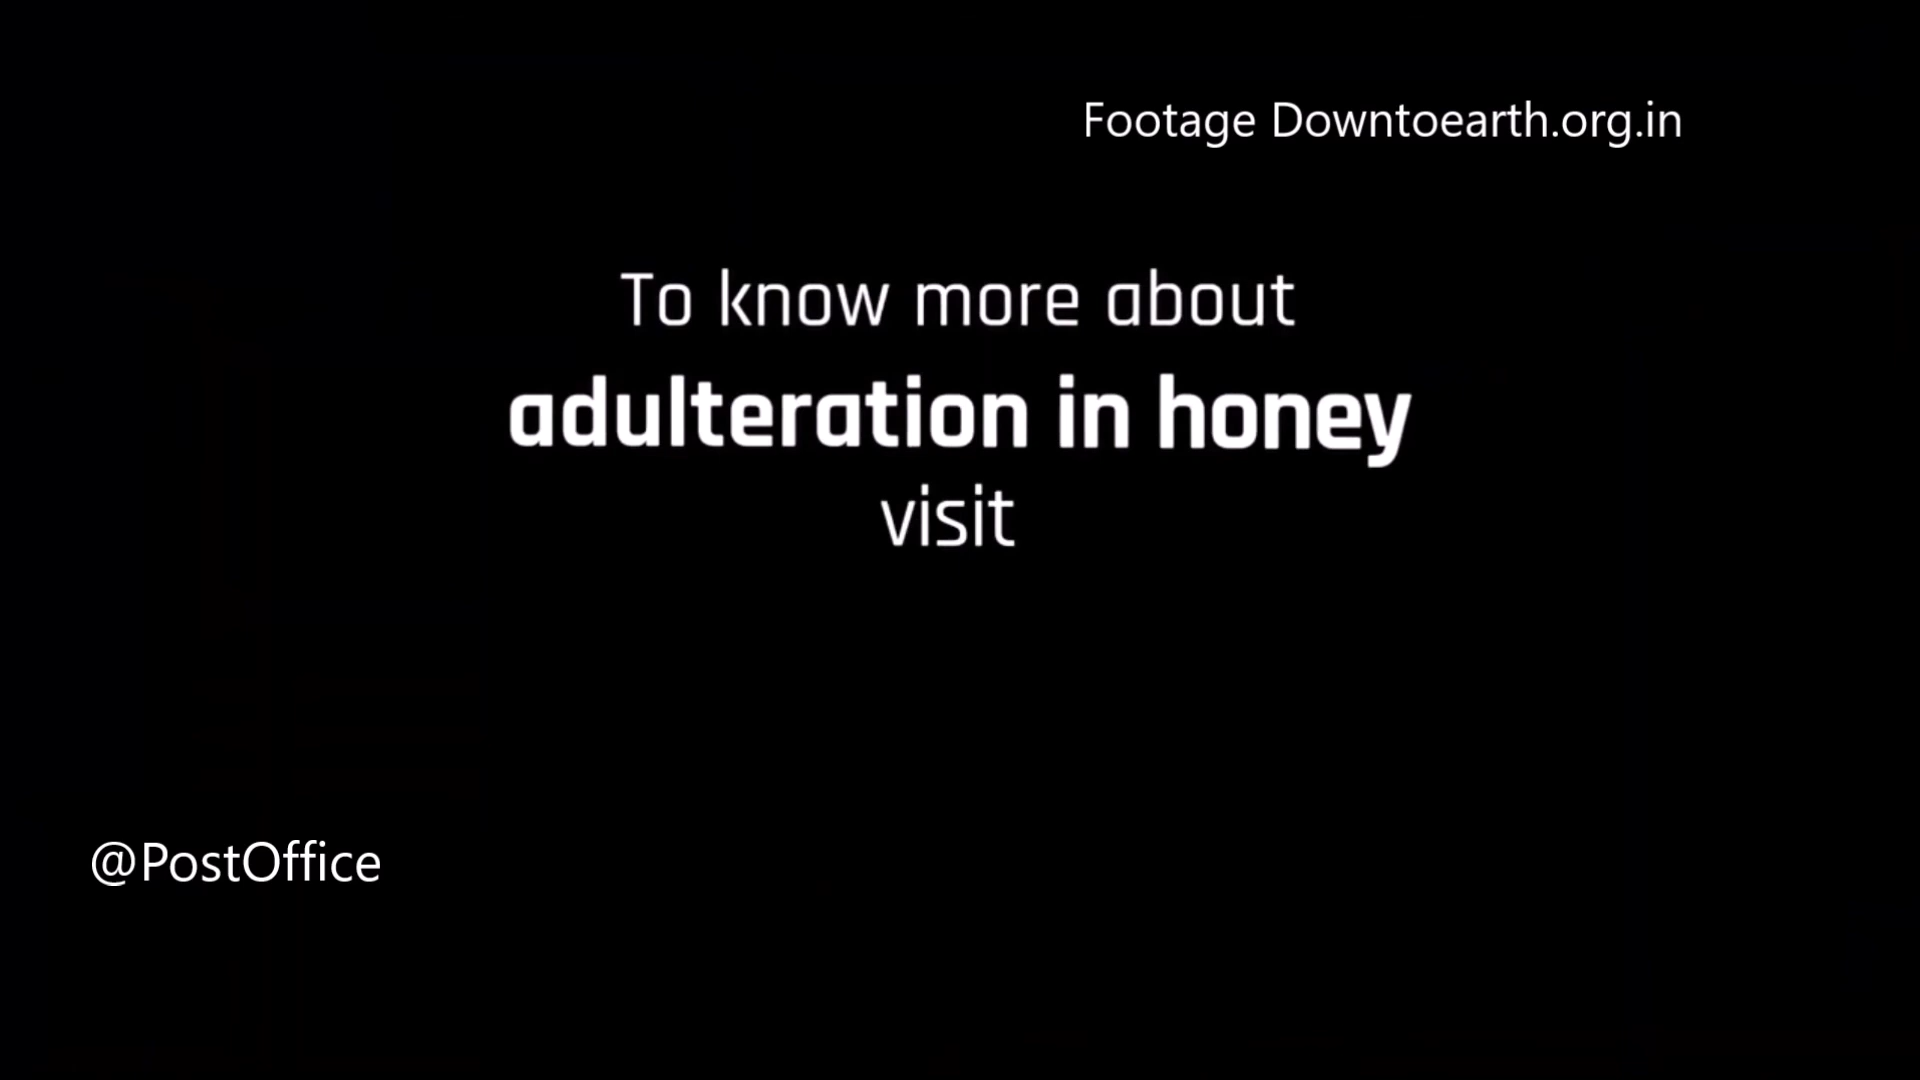 Footage Downtoearth.org.in
To know more about
adulteration in honey
visit
@PostOffice